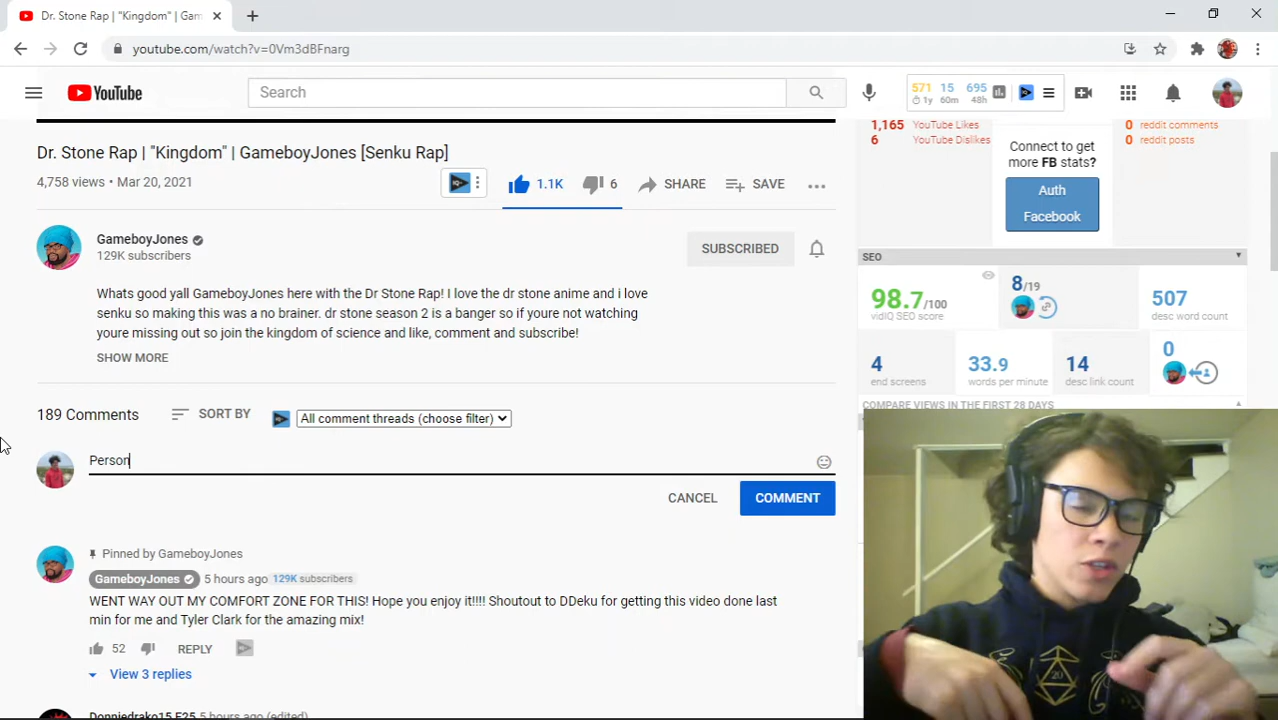 Dr. Stone Rap | "Kingdom" | Gam
youtube.com/watch?v=0Vm3dBFnarg
YouTube
Search
571 15 695
1y 60m 48h
1,165 YouTube Likes
6 YouTube Dislikes
0 reddit comments
0 reddit posts
Connect to get
more FB stats?
Auth
Facebook
Dr. Stone Rap | "Kingdom" | GameboyJones [Senku Rap]
4,758 views • Mar 20, 2021
1.1K 6 SHARE SAVE
GameboyJones
129K subscribers
SUBSCRIBED
Whats good yall GameboyJones here with the Dr Stone Rap! I love the dr stone anime and i love
senku so making this was a no brainer. dr stone season 2 is a banger so if youre not watching
youre missing out so join the kingdom of science and like, comment and subscribe!
SHOW MORE
SEO
98.7/100
vidIQ SEO score
8/19
507
desc word count
4
end screens
33.9
words per minute
14
desc link count
0
COMPARE VIEWS IN THE FIRST 28 DAYS
189 Comments SORT BY All comment threads (choose filter)
Person
CANCEL COMMENT
Pinned by GameboyJones
GameboyJones 5 hours ago 129K subscribers
WENT WAY OUT MY COMFORT ZONE FOR THIS! Hope you enjoy it!!!! Shoutout to DDeku for getting this video done last
min for me and Tyler Clark for the amazing mix!
52 REPLY
View 3 replies
Donniedrako15 F25 5 hours ago (edited)
20